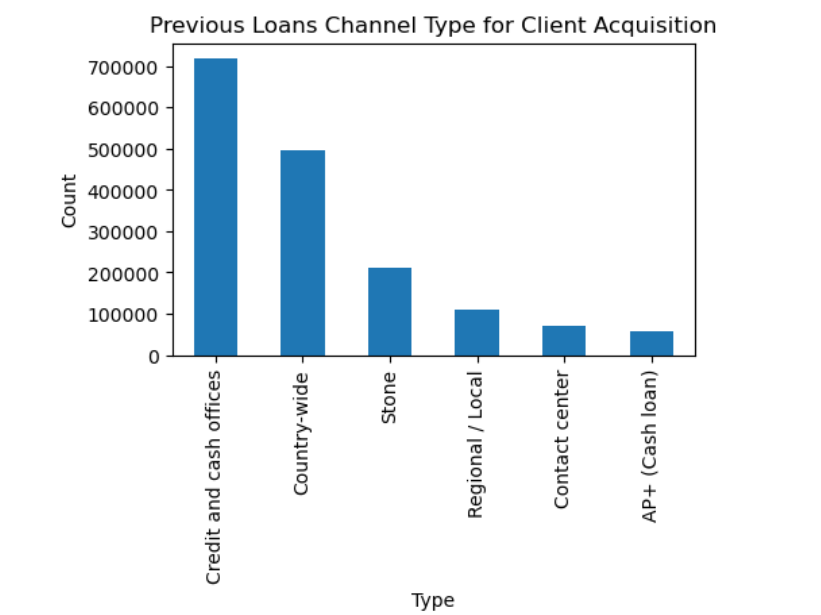 Previous Loans Channel Type for Client Acquisition
Count
700000
600000
500000
400000
300000
200000
100000
0
Credit and cash offices
Country-wide
Stone
Regional / Local
Contact center
AP+ (Cash loan)
Type